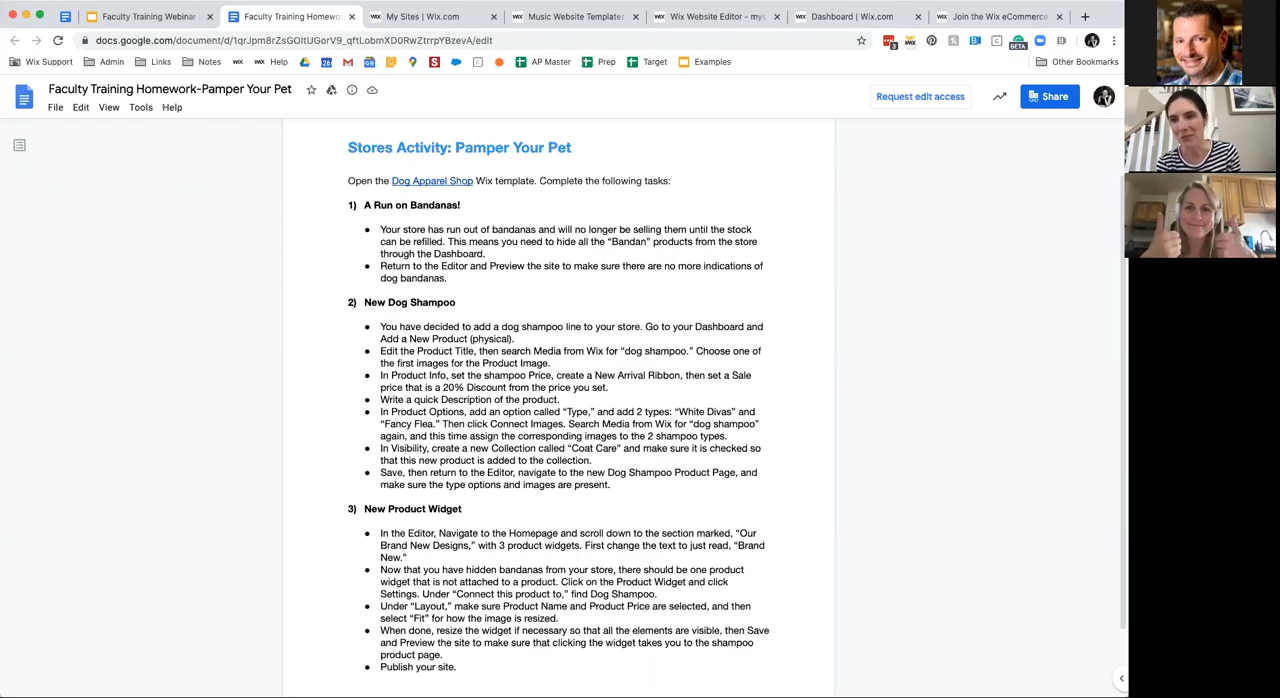 Faculty Training Webinar
Faculty Training Homewo
My Sites | Wix.com
Music Website Templates
Wix Website Editor - mys
Dashboard | Wix.com
Join the Wix eCommerce
docs.google.com/document/d/1qrJpm8rZsGOltUGorV9_qftLobmXD0RwZtrrpYBzevA/edit
Wix Support
Admin
Links
Notes
Help
AP Master
Prep
Target
Examples
Other Bookmarks
Faculty Training Homework-Pamper Your Pet
File Edit View Tools Help
Request edit access
Share
Stores Activity: Pamper Your Pet
Open the Dog Apparel Shop Wix template. Complete the following tasks:
1) A Run on Bandanas!
● Your store has run out of bandanas and will no longer be selling them until the stock
can be refilled. This means you need to hide all the “Bandan” products from the store
through the Dashboard.
● Return to the Editor and Preview the site to make sure there are no more indications of
dog bandanas.
2) New Dog Shampoo
● You have decided to add a dog shampoo line to your store. Go to your Dashboard and
Add a New Product (physical).
● Edit the Product Title, then search Media from Wix for “dog shampoo.” Choose one of
the first images for the Product Image.
● In Product Info, set the shampoo Price, create a New Arrival Ribbon, then set a Sale
price that is a 20% Discount from the price you set.
● Write a quick Description of the product.
● In Product Options, add an option called “Type,” and add 2 types: “White Divas” and
“Fancy Flea.” Then click Connect Images. Search Media from Wix for “dog shampoo”
again, and this time assign the corresponding images to the 2 shampoo types.
● In Visibility, create a new Collection called “Coat Care” and make sure it is checked so
that this new product is added to the collection.
● Save, then return to the Editor, navigate to the new Dog Shampoo Product Page, and
make sure the type options and images are present.
3) New Product Widget
● In the Editor, Navigate to the Homepage and scroll down to the section marked, “Our
Brand New Designs,” with 3 product widgets. First change the text to just read, “Brand
New.”
● Now that you have hidden bandanas from your store, there should be one product
widget that is not attached to a product. Click on the Product Widget and click
Settings. Under “Connect this product to,” find Dog Shampoo.
● Under “Layout,” make sure Product Name and Product Price are selected, and then
select “Fit” for how the image is resized.
● When done, resize the widget if necessary so that all the elements are visible, then Save
and Preview the site to make sure that clicking the widget takes you to the shampoo
product page.
● Publish your site.